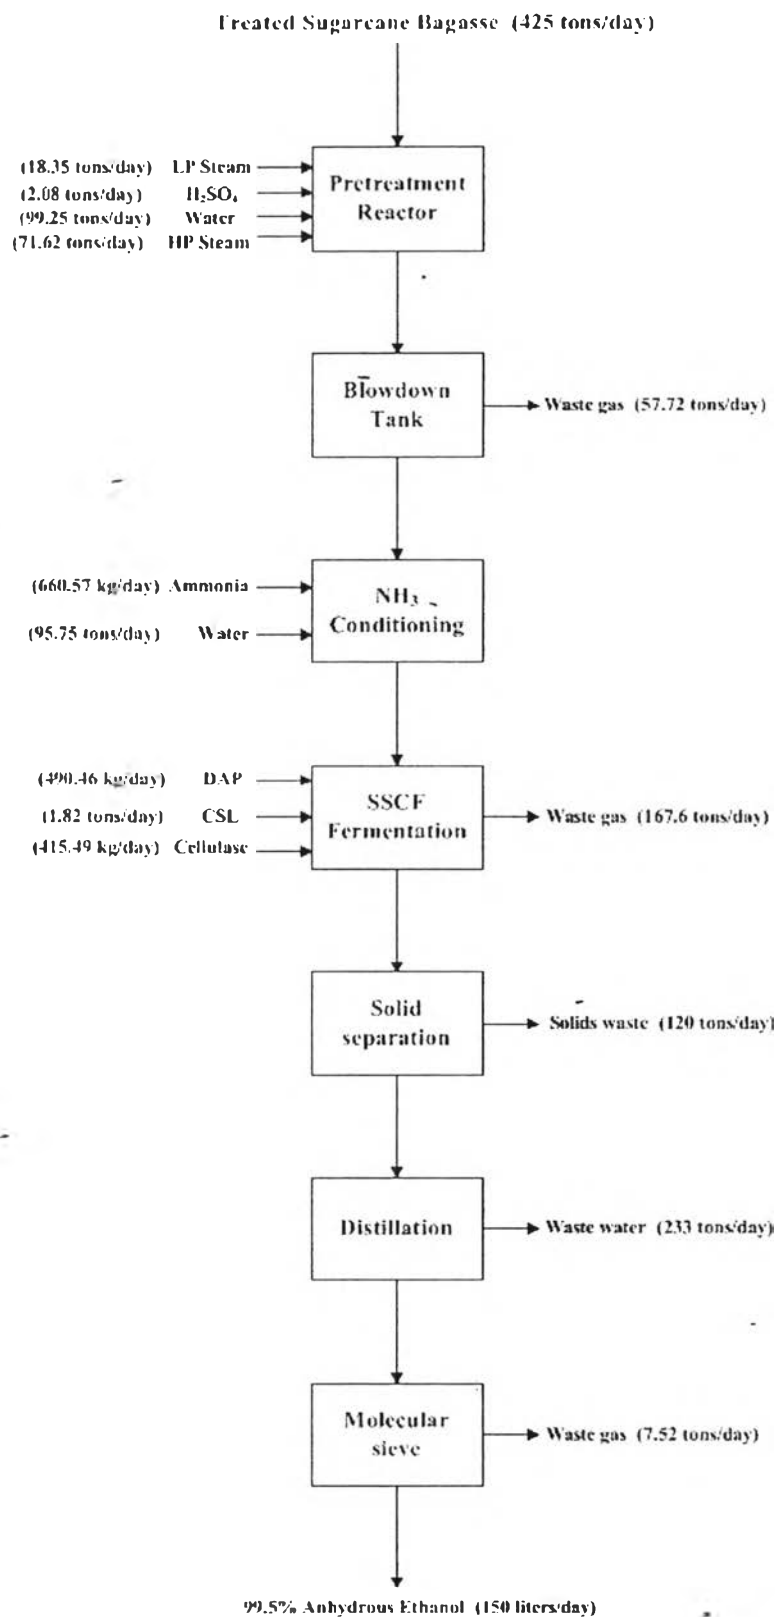 Treated Sugarcane Bagasse (425 tons/day)
(18.35 tons/day) LP Steam
(2.08 tons/day) H₂SO₄
(99.25 tons/day) Water
(71.62 tons/day) HP Steam
Pretreatment
Reactor
Blowdown
Tank
Waste gas (57.72 tons/day)
(660.57 kg/day) Ammonia
(95.75 tons/day) Water
NH₃
Conditioning
(490.46 kg/day) DAP
(1.82 tons/day) CSL
(415.49 kg/day) Cellulase
SSCF
Fermentation
Waste gas (167.6 tons/day)
Solid
separation
Solids waste (120 tons/day)
Distillation
Waste water (233 tons/day)
Molecular
sieve
Waste gas (7.52 tons/day)
99.5% Anhydrous Ethanol (150 liters/day)